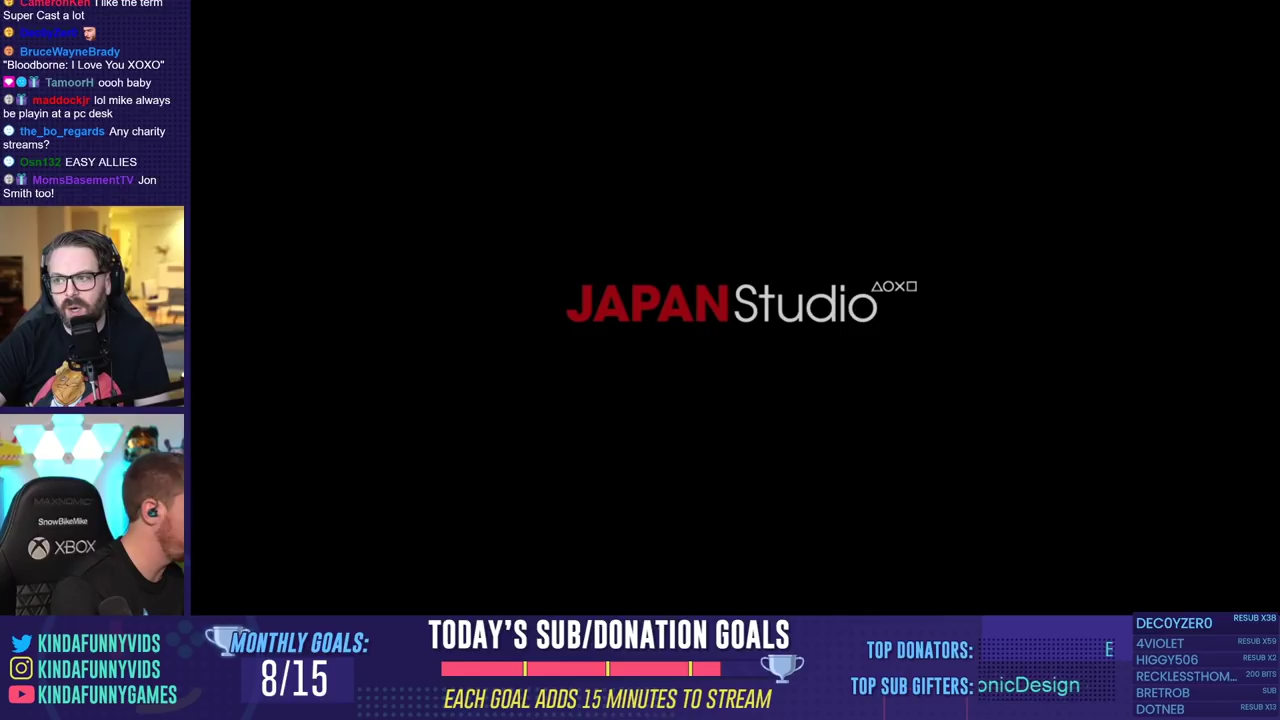 CameronKen I like the term
Super Cast a lot
BruceWayneBrady
"Bloodborne: I Love You XOXO"
TamoorH oooh baby
maddockjr lol mike always
be playin at a pc desk
the_bo_regards Any charity
streams?
Osn132 EASY ALLIES
MomsBasementTV Jon
Smith too!
JAPANStudio
MAXNOMIC
SnowBikeMike
XBOX
KINDAFUNNYVIDS
KINDAFUNNYVIDS
KINDAFUNNYGAMES
MONTHLY GOALS:
8/15
TODAY'S SUB/DONATION GOALS
EACH GOAL ADDS 15 MINUTES TO STREAM
TOP DONATORS: E
TOP SUB GIFTERS: onicDesign
DEC0YZER0 RESUB X38
4VIOLET RESUB X59
HIGGY506 RESUB X2
RECKLESSTHOM... 200 BITS
BRETROB SUB
DOTNEB RESUB X13